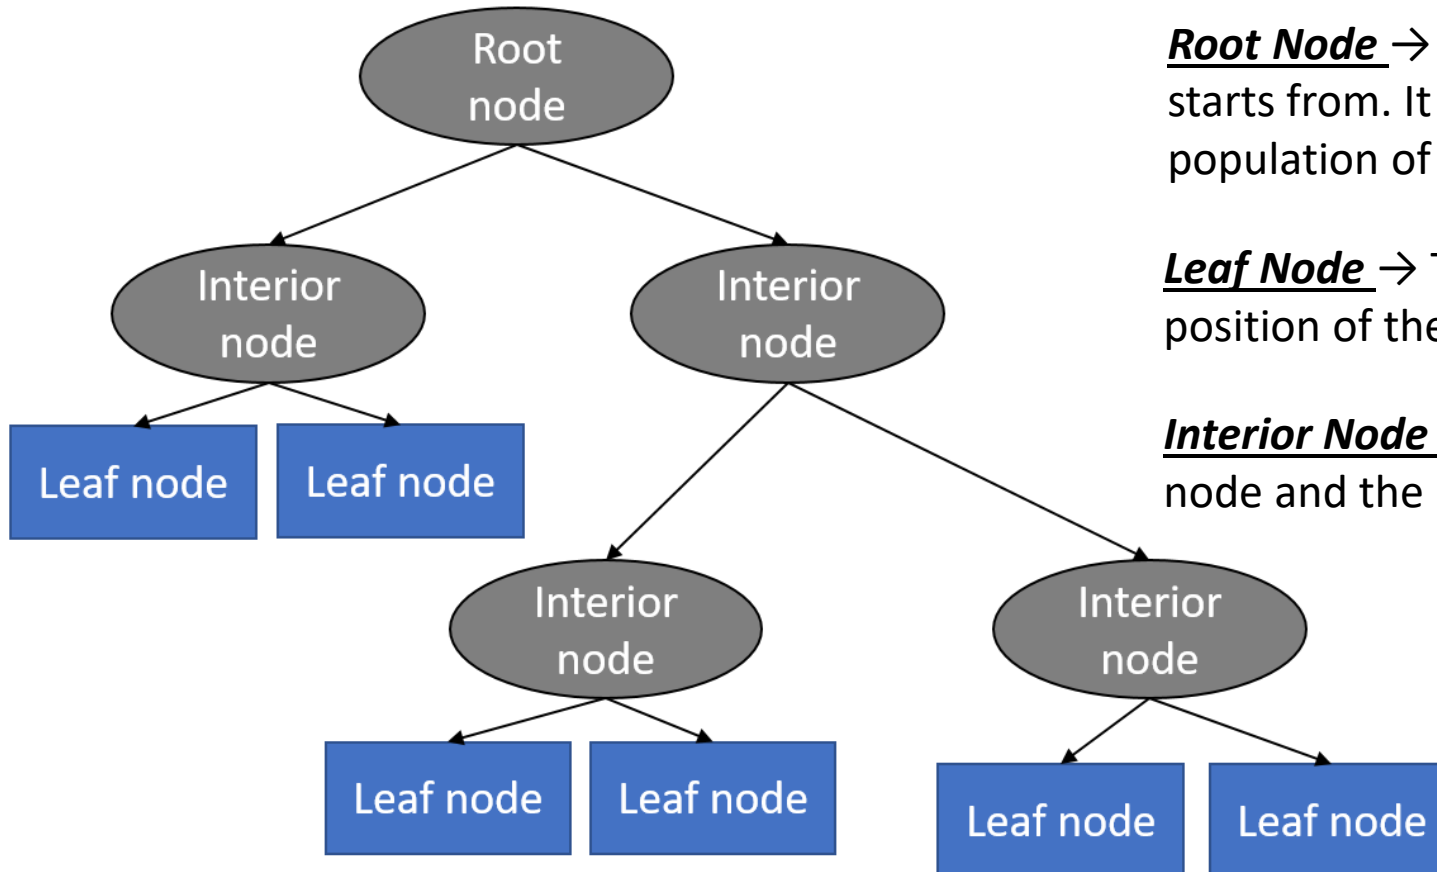 Root
node
Interior
node
Interior
node
Leaf node
Leaf node
Interior
node
Interior
node
Leaf node
Leaf node
Leaf node
Leaf node
Root Node →
starts from. It
population of
Leaf Node →
position of the
Interior Node
node and the